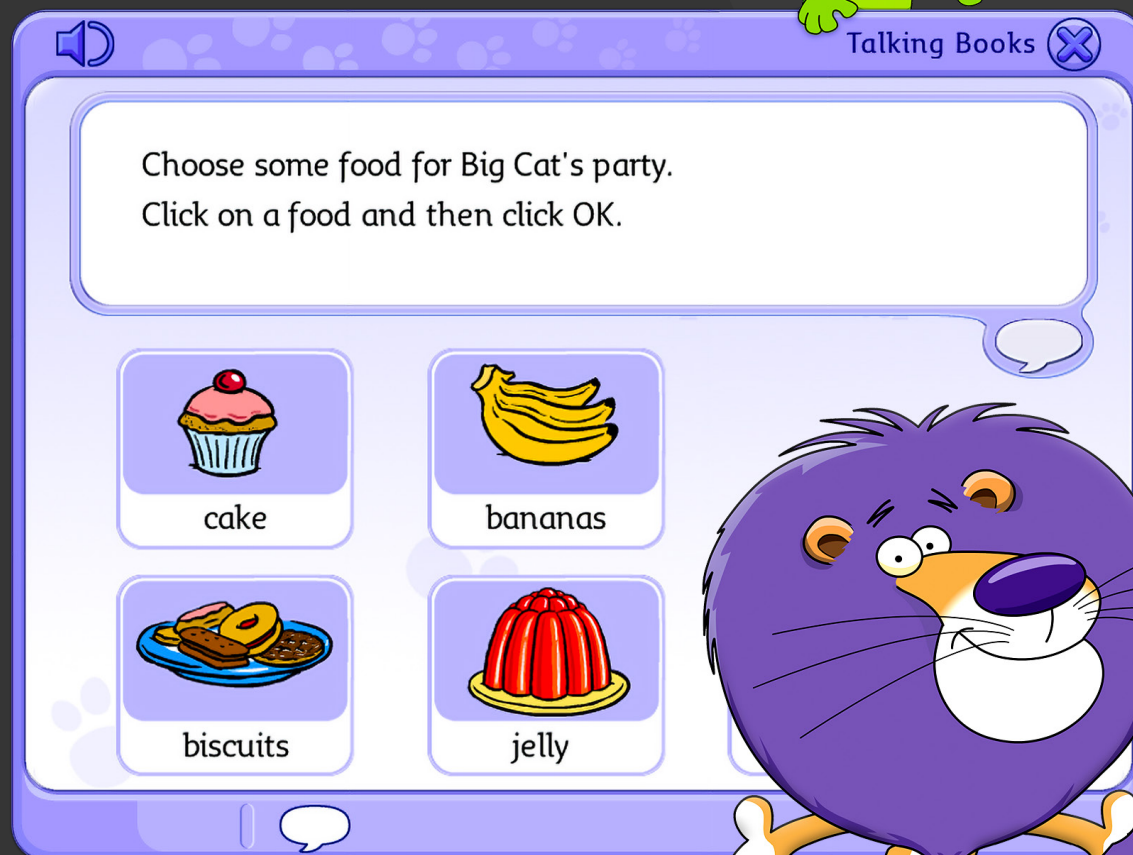 Talking Books
Choose some food for Big Cat's party.
Click on a food and then click OK.
cake
bananas
biscuits
jelly